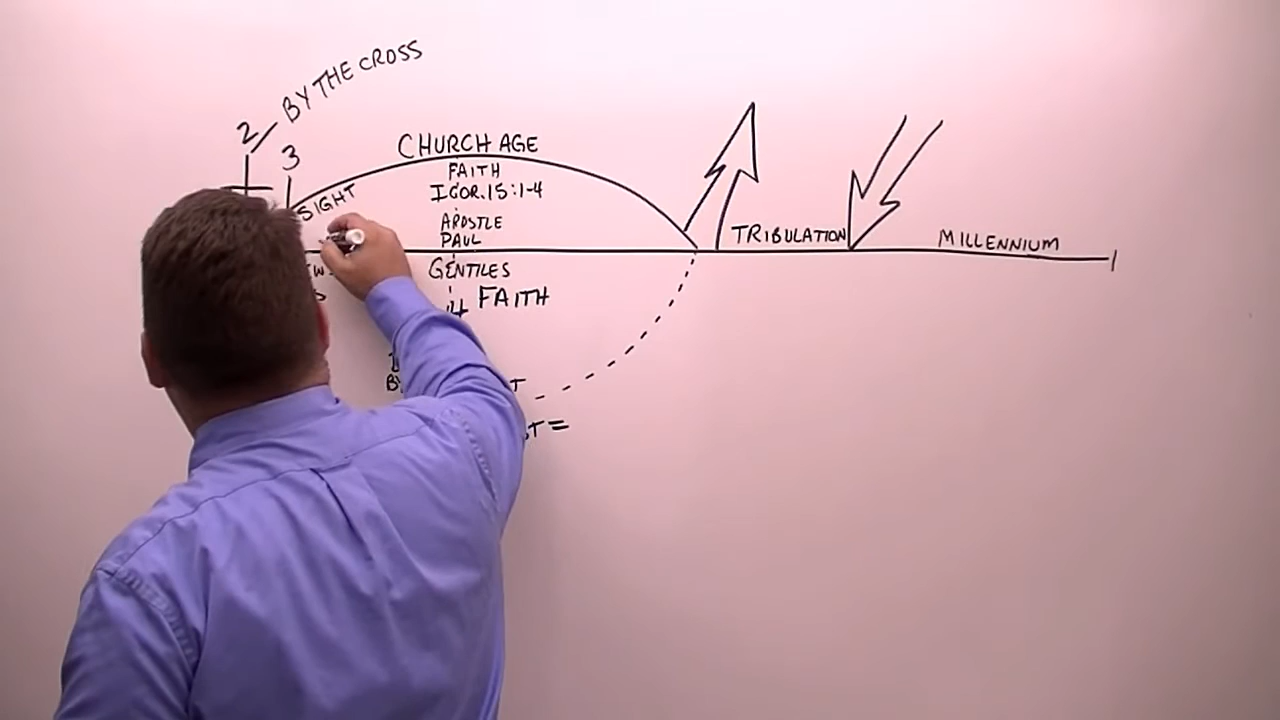 2
BY THE CROSS
3
SIGHT
CHURCH AGE
FAITH
I COR. 15:1-4
APOSTLE
PAUL
GENTILES
4 FAITH
TRIBULATION
MILLENNIUM